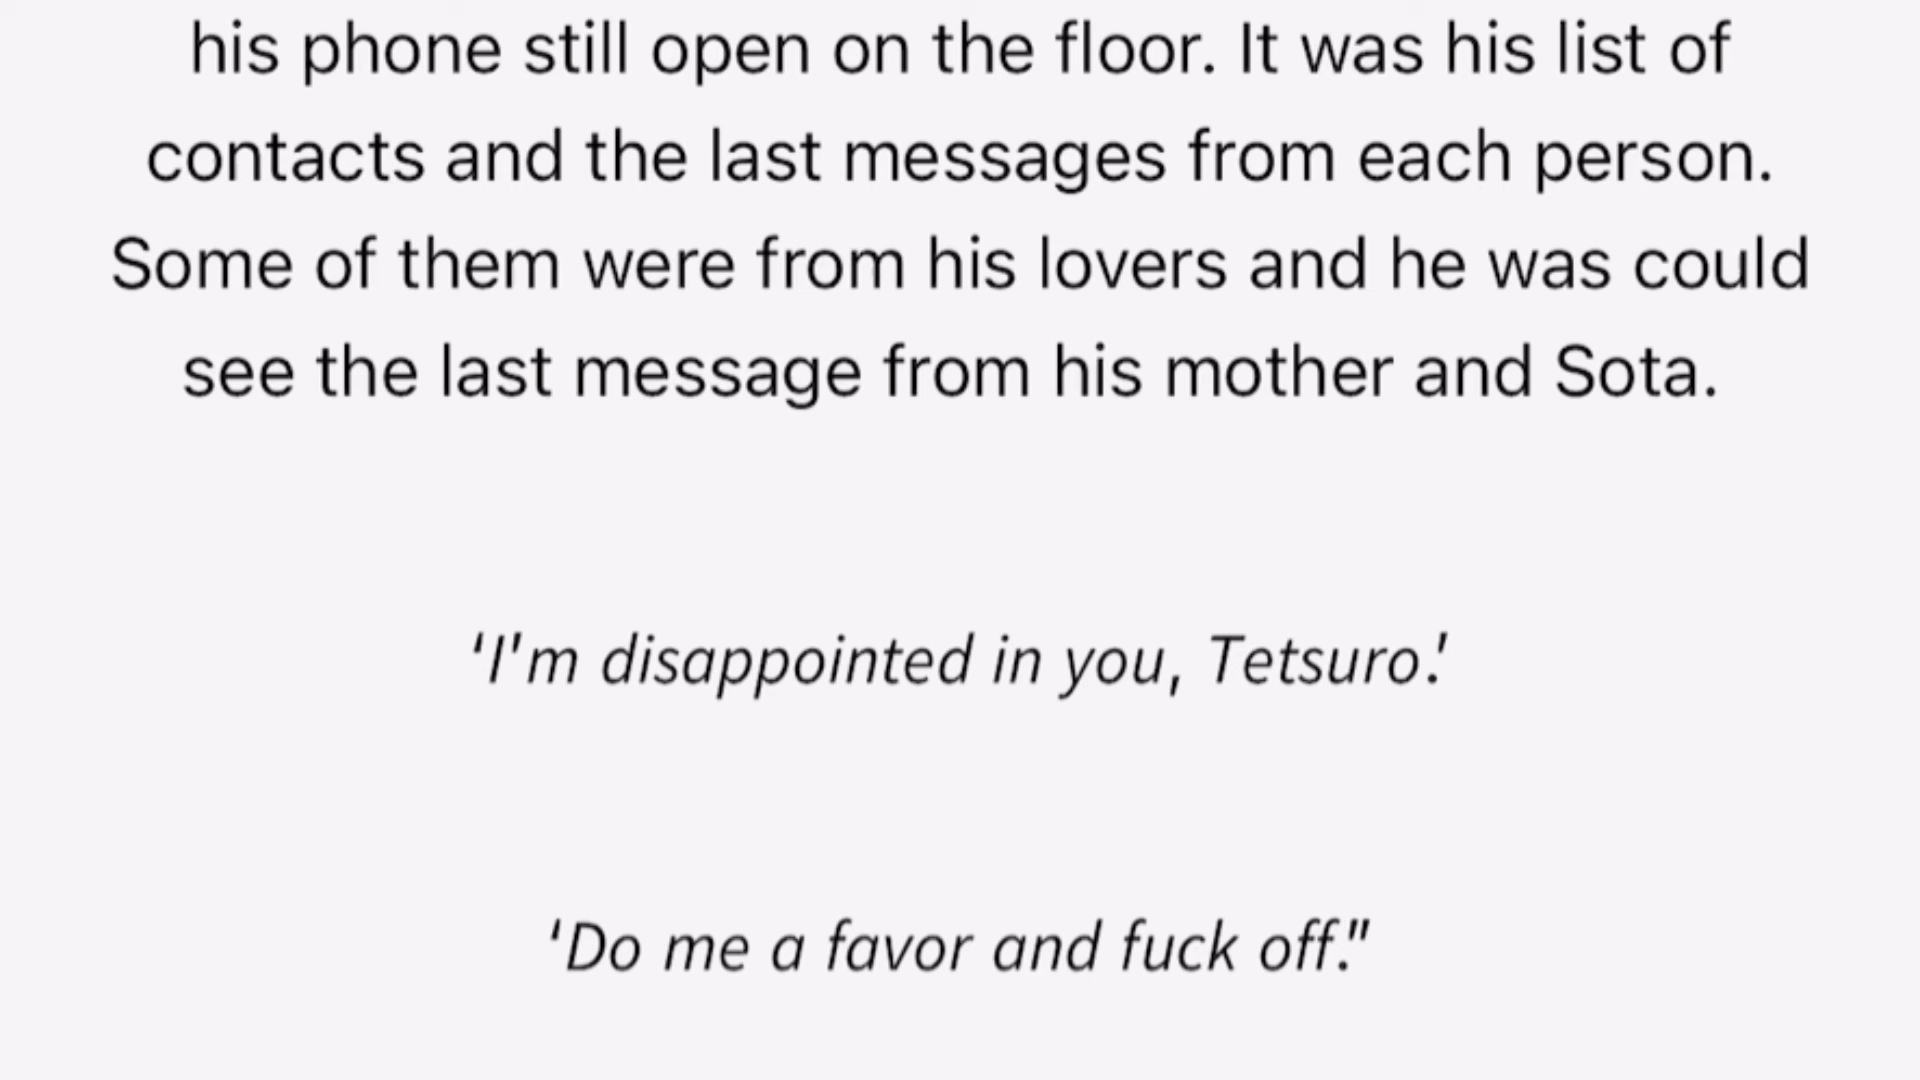 his phone still open on the floor. It was his list of
contacts and the last messages from each person.
Some of them were from his lovers and he was could
see the last message from his mother and Sota.
'I'm disappointed in you, Tetsuro.'
'Do me a favor and fuck off."